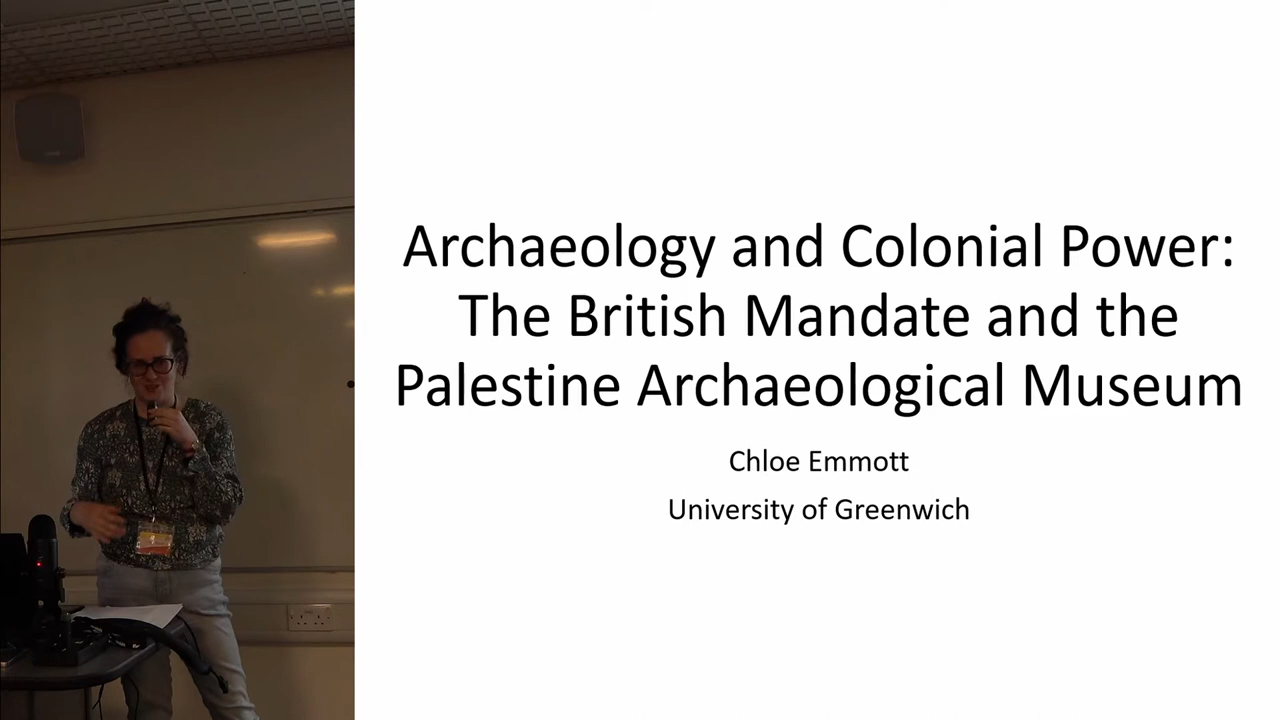 Archaeology and Colonial Power:
The British Mandate and the
Palestine Archaeological Museum
Chloe Emmott
University of Greenwich